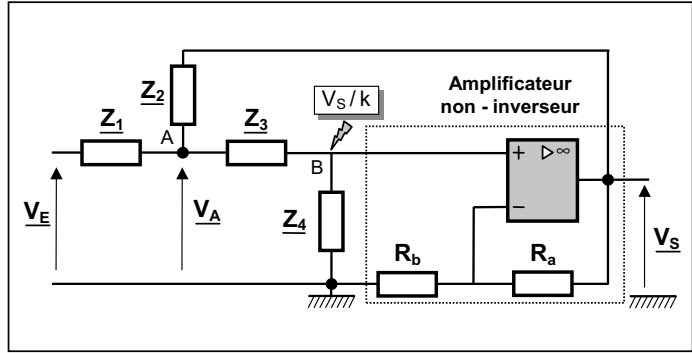 Amplificateur
non - inverseur
Z2
VS / k
Z1
A
Z3
B
+
▷ ∞
−
VE
VA
Z4
Rb
Ra
VS